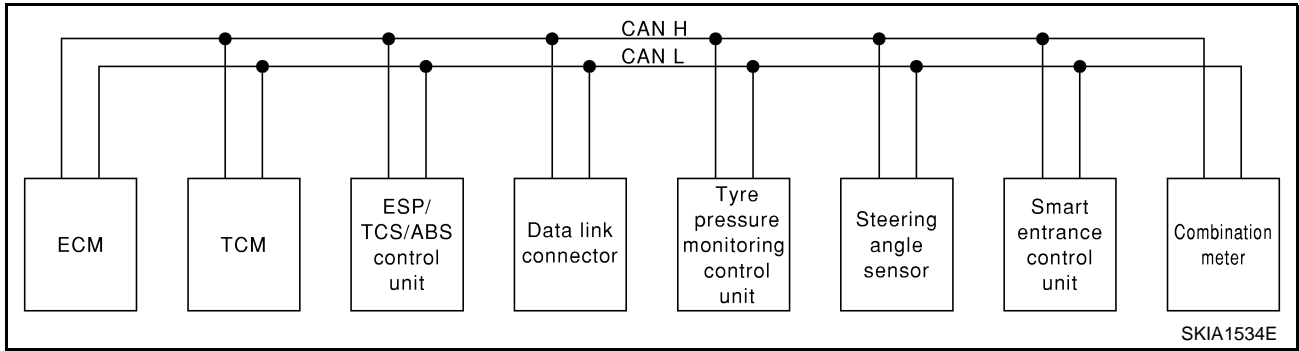 CAN H
CAN L
ECM
TCM
ESP/
TCS/ABS
control
unit
Data link
connector
Tyre
pressure
monitoring
control
unit
Steering
angle
sensor
Smart
entrance
control
unit
Combination
meter
SKIA1534E